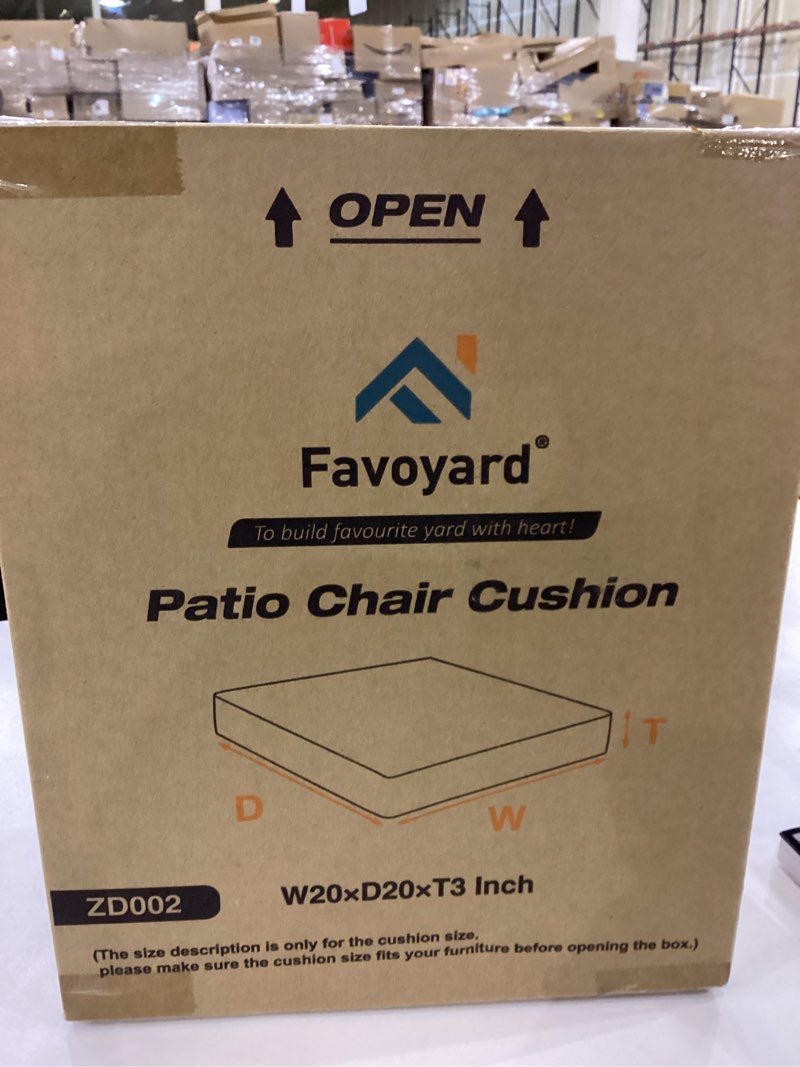 OPEN
Favoyard®
To build favourite yard with heart!
Patio Chair Cushion
T
D
W
W20×D20×T3 Inch
ZD002
(The size description is only for the cushion size.
please make sure the cushion size fits your furniture before opening the box.)